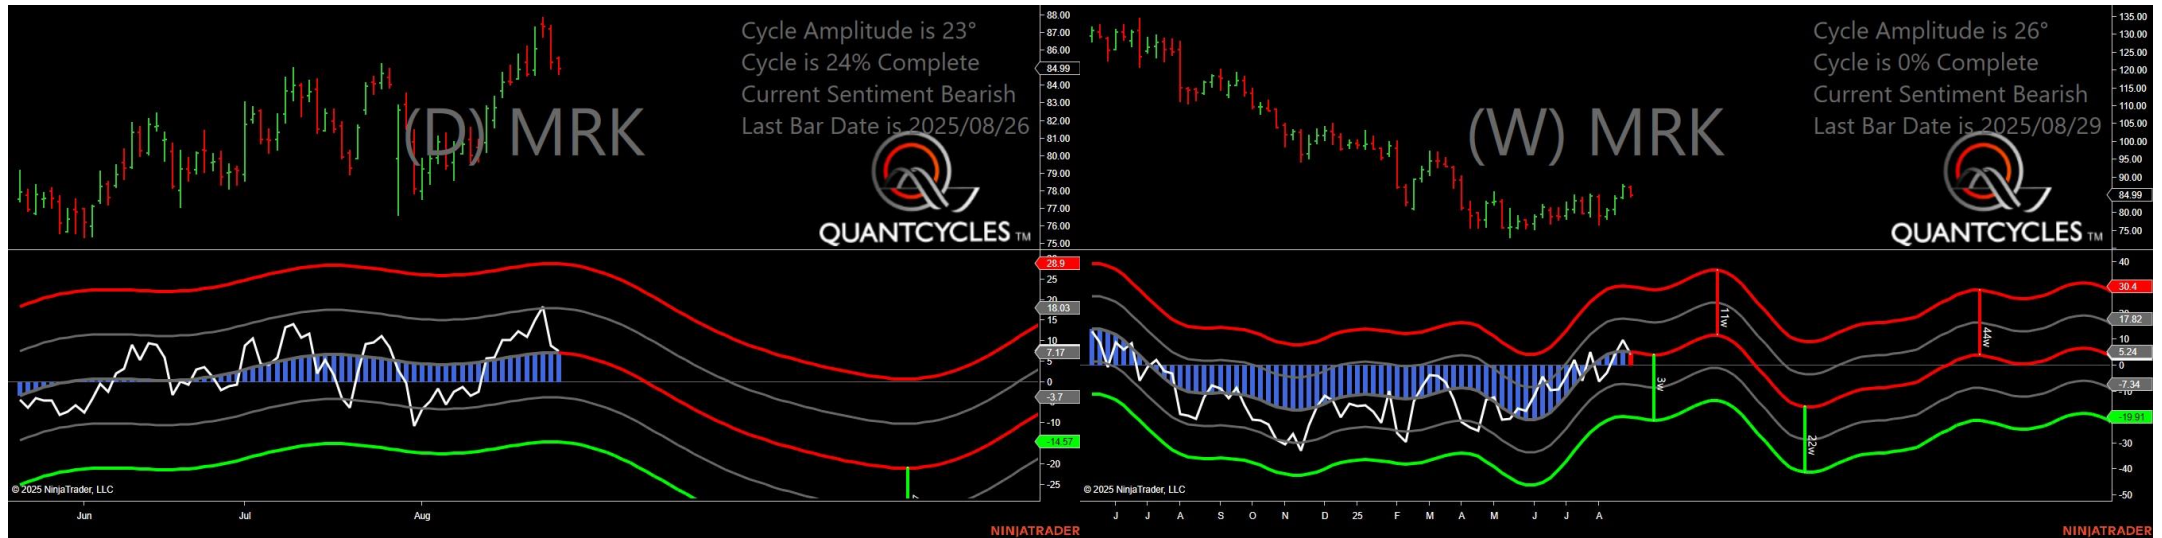 Cycle Amplitude is 23°
Cycle is 24% Complete
Current Sentiment Bearish
Last Bar Date is 2025/08/26
(D) MRK
QUANTCYCLES TM
88.00
87.00
86.00
84.99
84.00
83.00
82.00
81.00
80.00
79.00
78.00
77.00
76.00
75.00
28.9
25
20
18.03
15
10
7.17
5
0
-3.7
-10
-14.57
-20
-25
© 2025 NinjaTrader, LLC
Jun
Jul
Aug
NINJATRADER
Cycle Amplitude is 26°
Cycle is 0% Complete
Current Sentiment Bearish
Last Bar Date is 2025/08/29
(W) MRK
QUANTCYCLES TM
135.00
130.00
125.00
120.00
115.00
110.00
105.00
100.00
95.00
90.00
84.99
80.00
75.00
40
30.4
17.82
10
5.24
0
-7.34
-10
-19.91
-30
-40
-50
3w
11w
22w
44w
© 2025 NinjaTrader, LLC
J J A S O N D 25 F M A M J J A
NINJATRADER